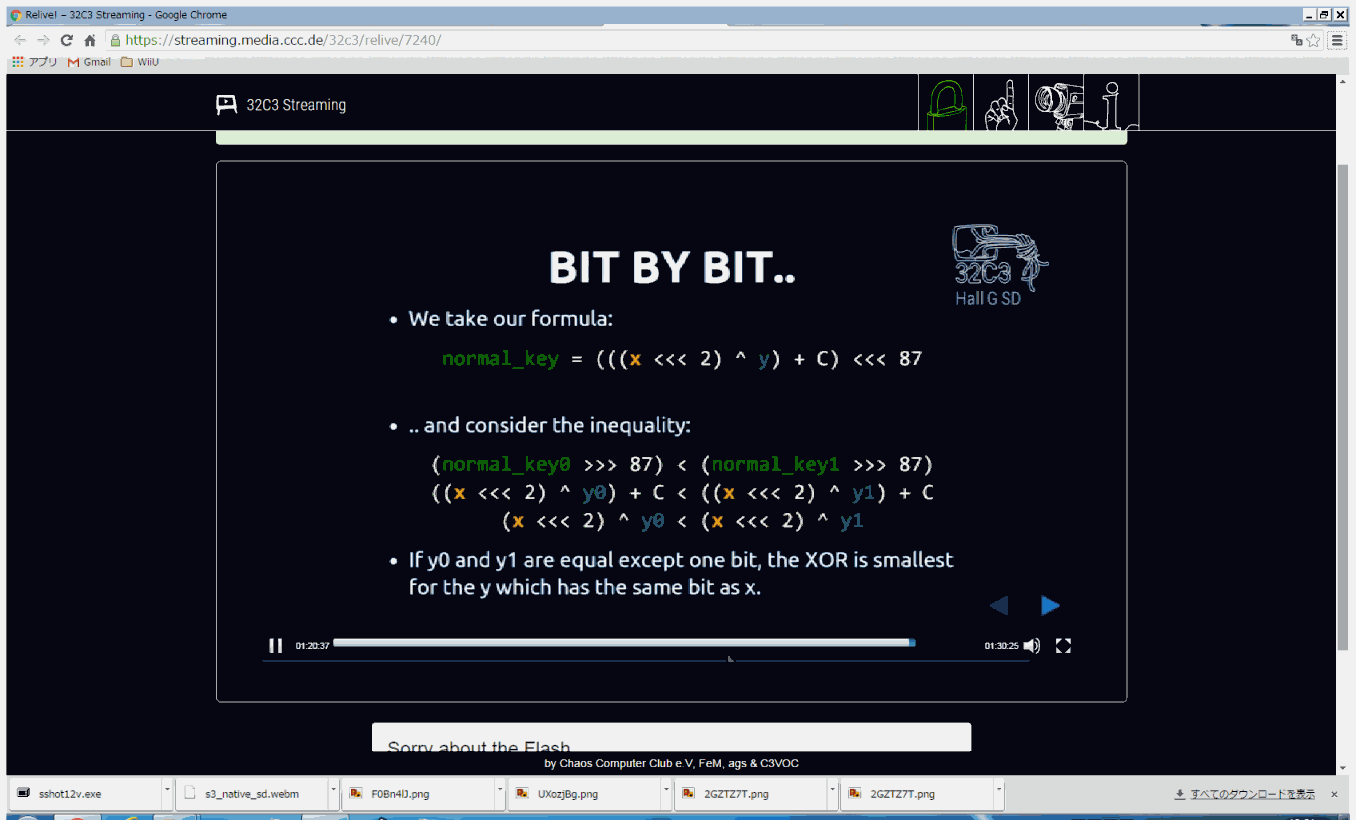 Relive! – 32C3 Streaming - Google Chrome
https://streaming.media.ccc.de/32c3/relive/7240/
アプリ Gmail WiiU
32C3 Streaming
32C3
Hall G SD
BIT BY BIT..
• We take our formula:
normal_key = (((x <<< 2) ^ y) + C) <<< 87
• .. and consider the inequality:
(normal_key0 >>> 87) < (normal_key1 >>> 87)
((x <<< 2) ^ y0) + C < ((x <<< 2) ^ y1) + C
(x <<< 2) ^ y0 < (x <<< 2) ^ y1
• If y0 and y1 are equal except one bit, the XOR is smallest
for the y which has the same bit as x.
01:20:37 01:30:25
Sorry about the Flash
by Chaos Computer Club e.V, FeM, ags & C3VOC
sshot12v.exe s3_native_sd.webm F0Bn4lJ.png UXozjBg.png 2GZTZ7T.png 2GZTZ7T.png すべてのダウンロードを表示